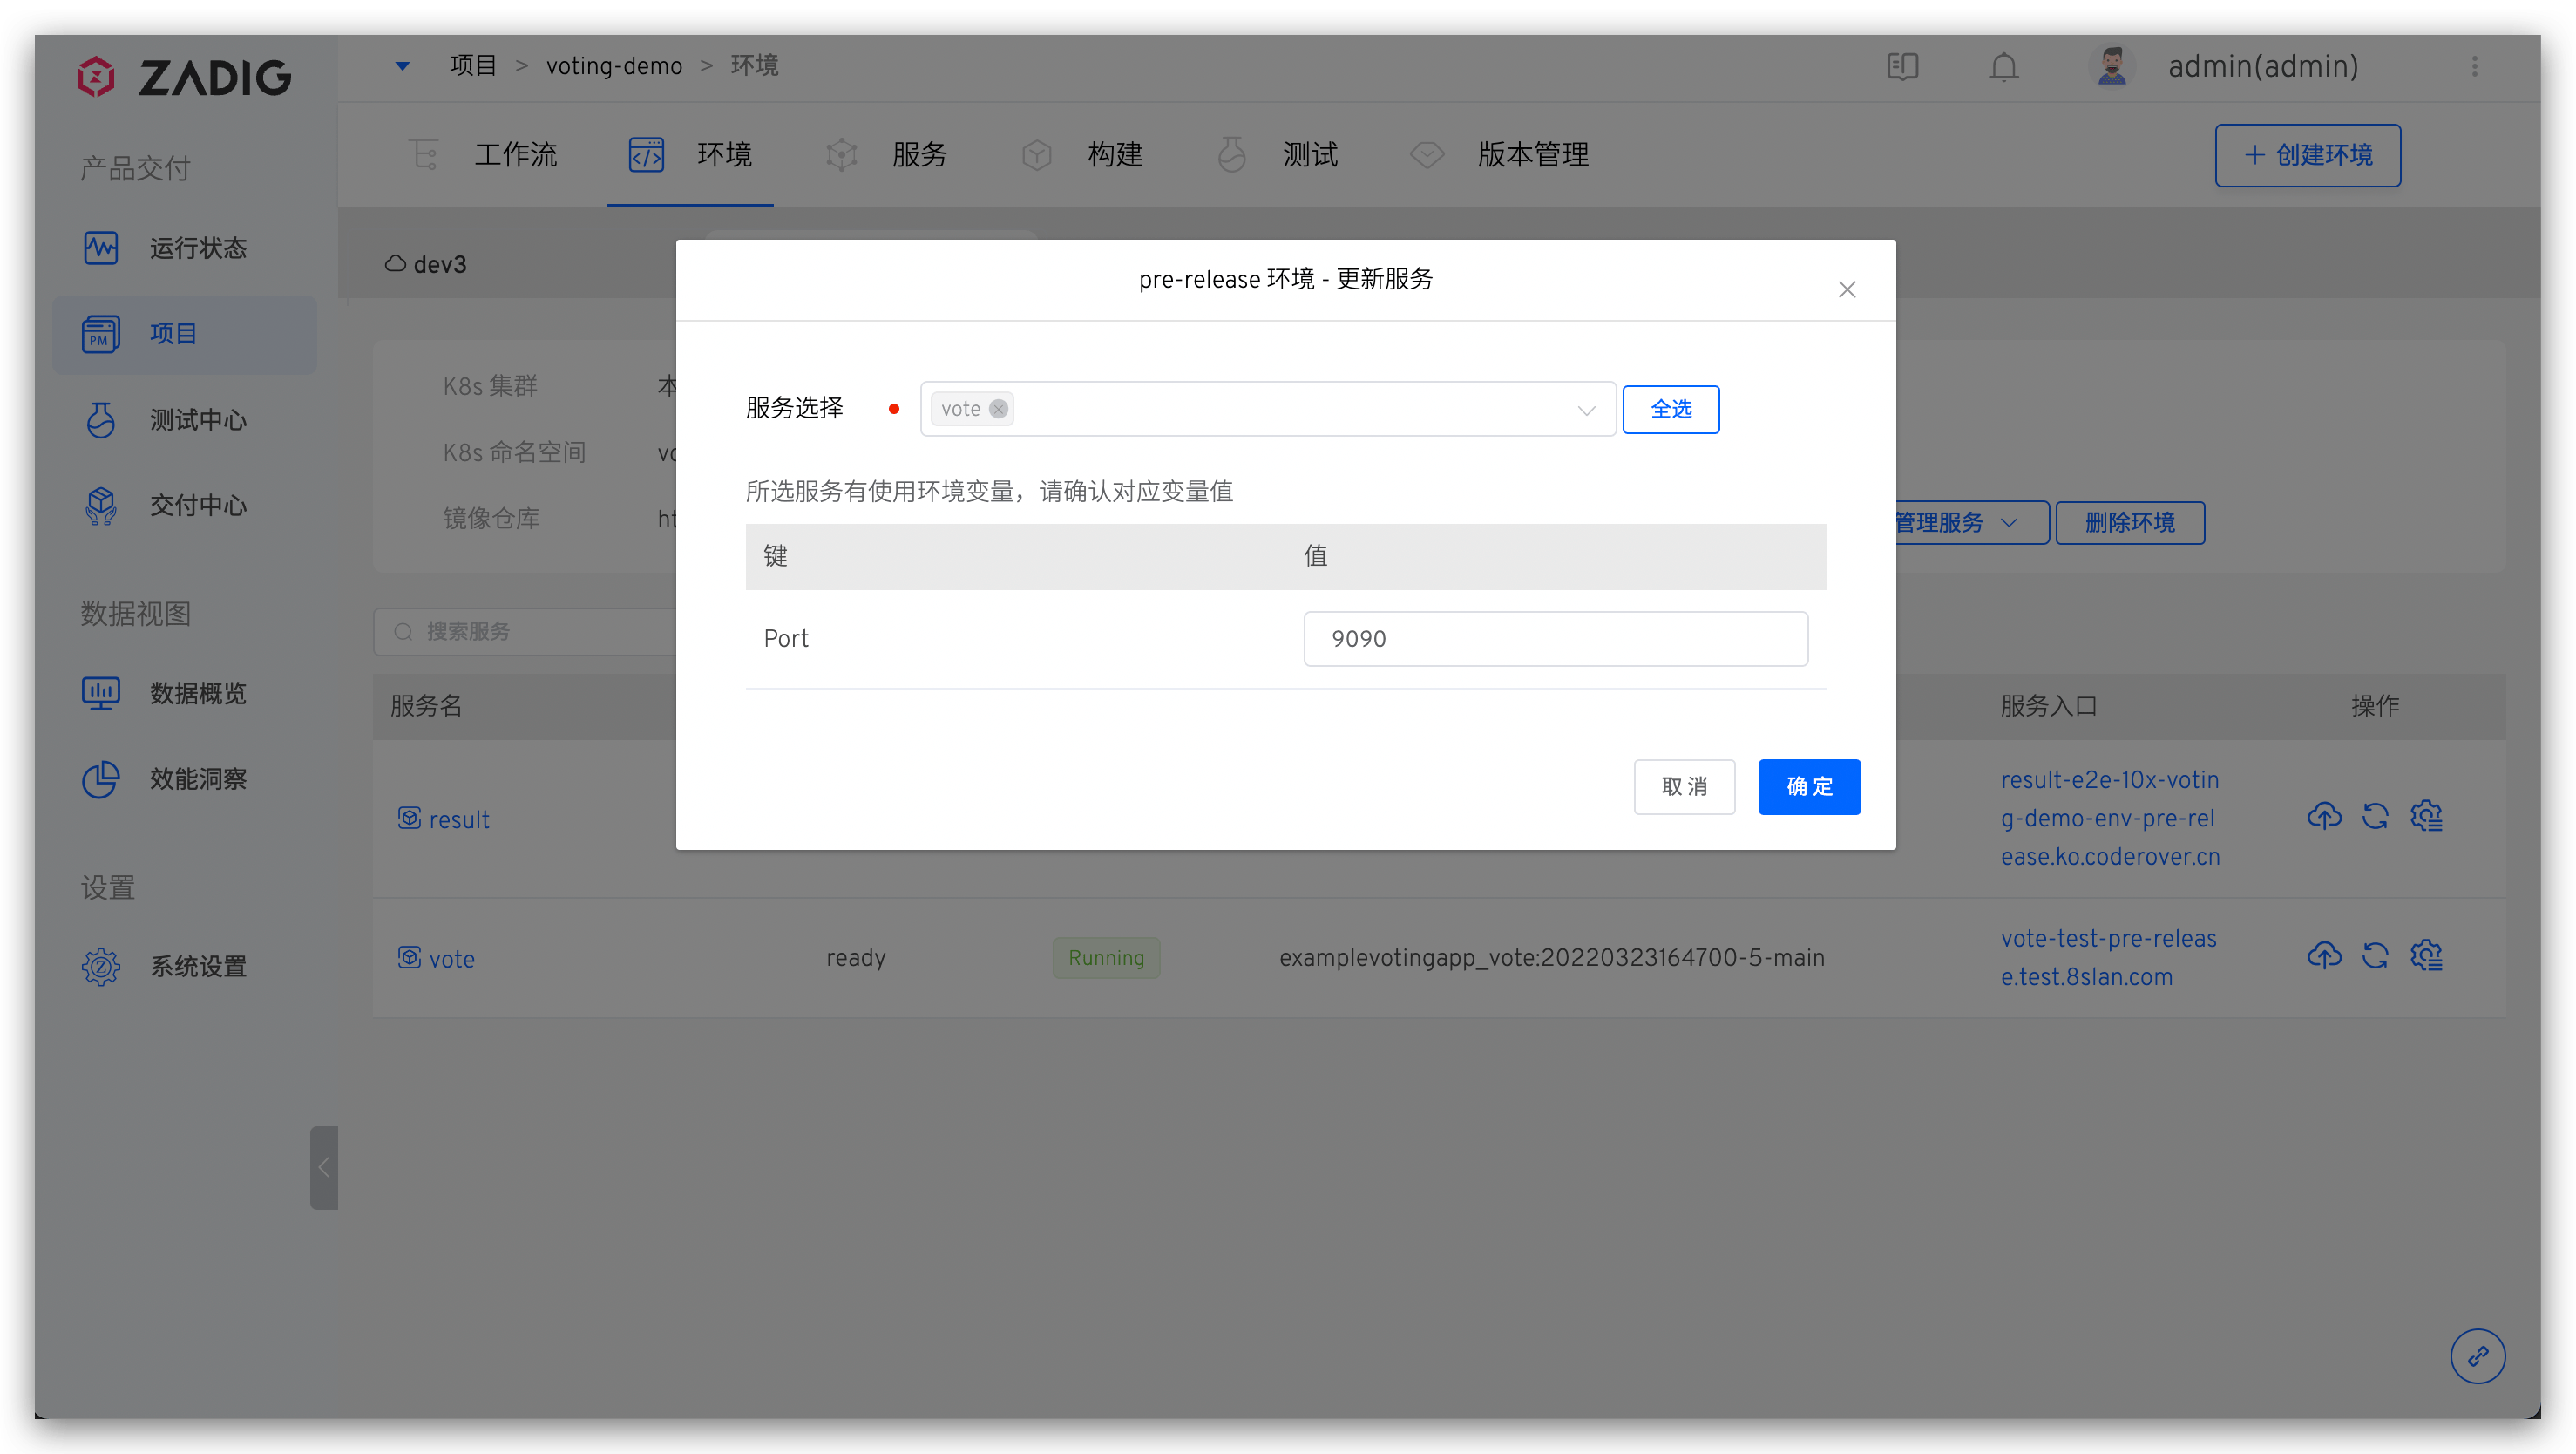 ZADIG
项目 > voting-demo > 环境
admin(admin)
产品交付
运行状态
项目
PM
测试中心
交付中心
数据视图
数据概览
效能洞察
设置
系统设置
工作流
环境
服务
构建
测试
版本管理
+ 创建环境
dev3
K8s 集群 本
K8s 命名空间
镜像仓库
管理服务
删除环境
搜索服务
pre-release 环境 - 更新服务
服务选择
vote
全选
所选服务有使用环境变量，请确认对应变量值
键 值
Port 9090
取消
确定
服务名 服务入口 操作
result
result-e2e-10x-votin
g-demo-env-pre-rel
ease.ko.coderover.cn
vote ready Running examplevotingapp_vote:20220323164700-5-main
vote-test-pre-releas
e.test.8slan.com